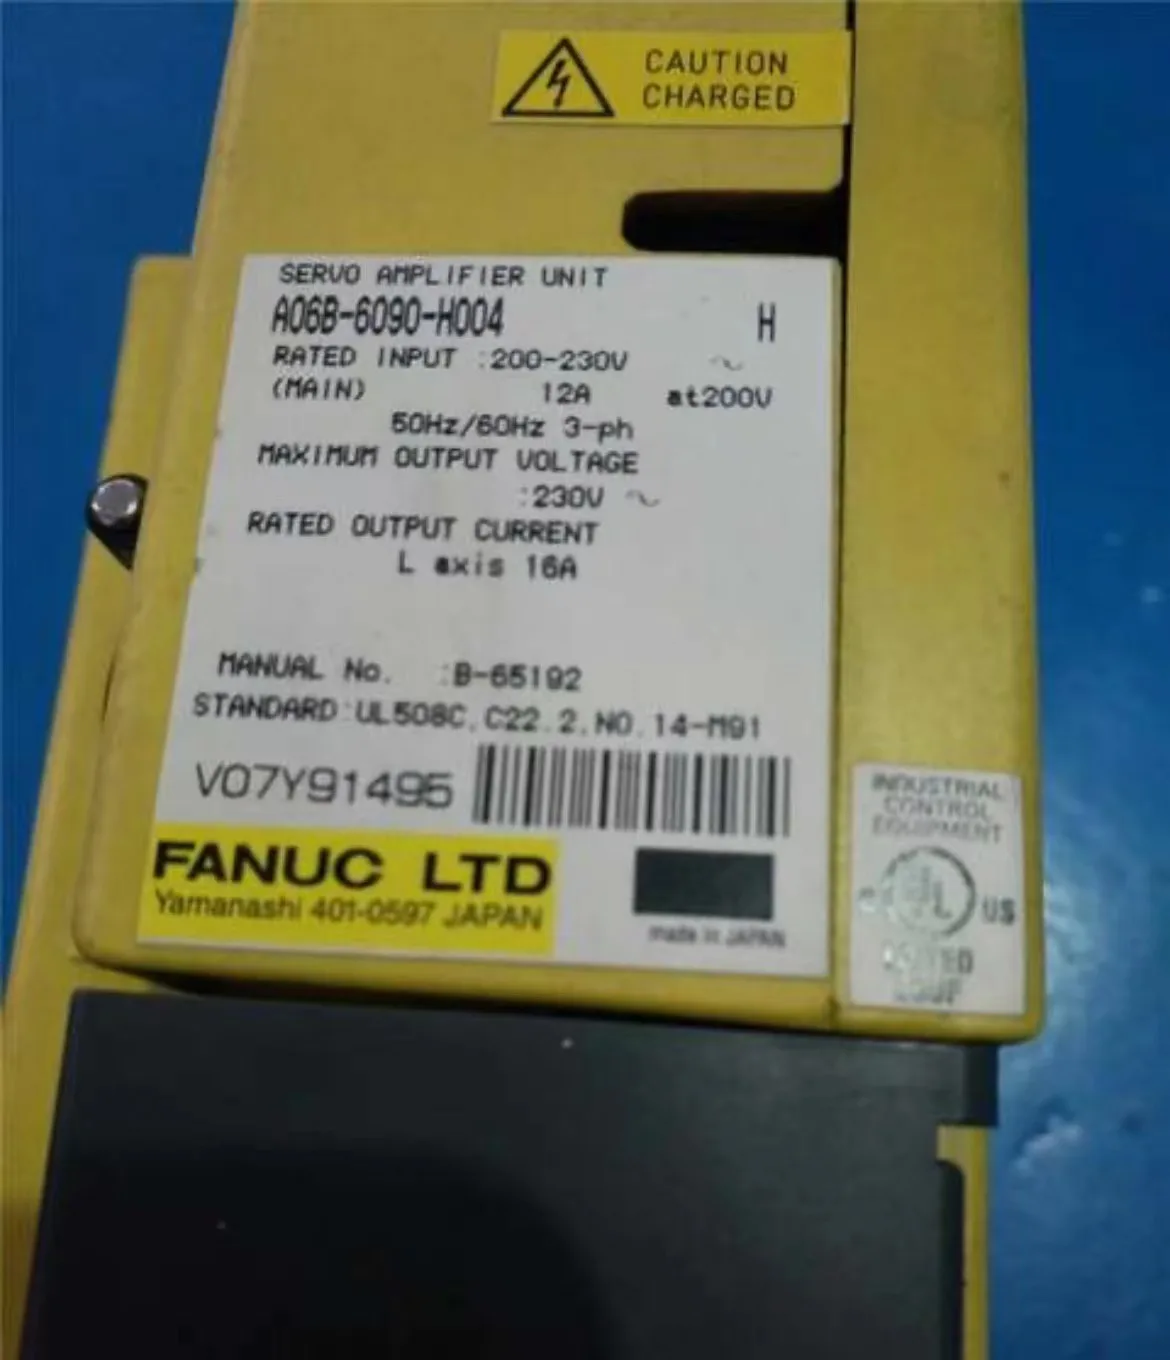 CAUTION
CHARGED
SERVO AMPLIFIER UNIT
A06B-6090-H004 H
RATED INPUT :200-230V ~
(MAIN) 12A at200V
50Hz/60Hz 3-ph
MAXIMUM OUTPUT VOLTAGE
:230V ~
RATED OUTPUT CURRENT
L axis 16A
MANUAL No. :B-65192
STANDARD:UL508C,C22.2,NO.14-M91
V07Y91495
FANUC LTD
Yamanashi 401-0597 JAPAN
made in JAPAN
INDUSTRIAL
CONTROL
EQUIPMENT
UL US